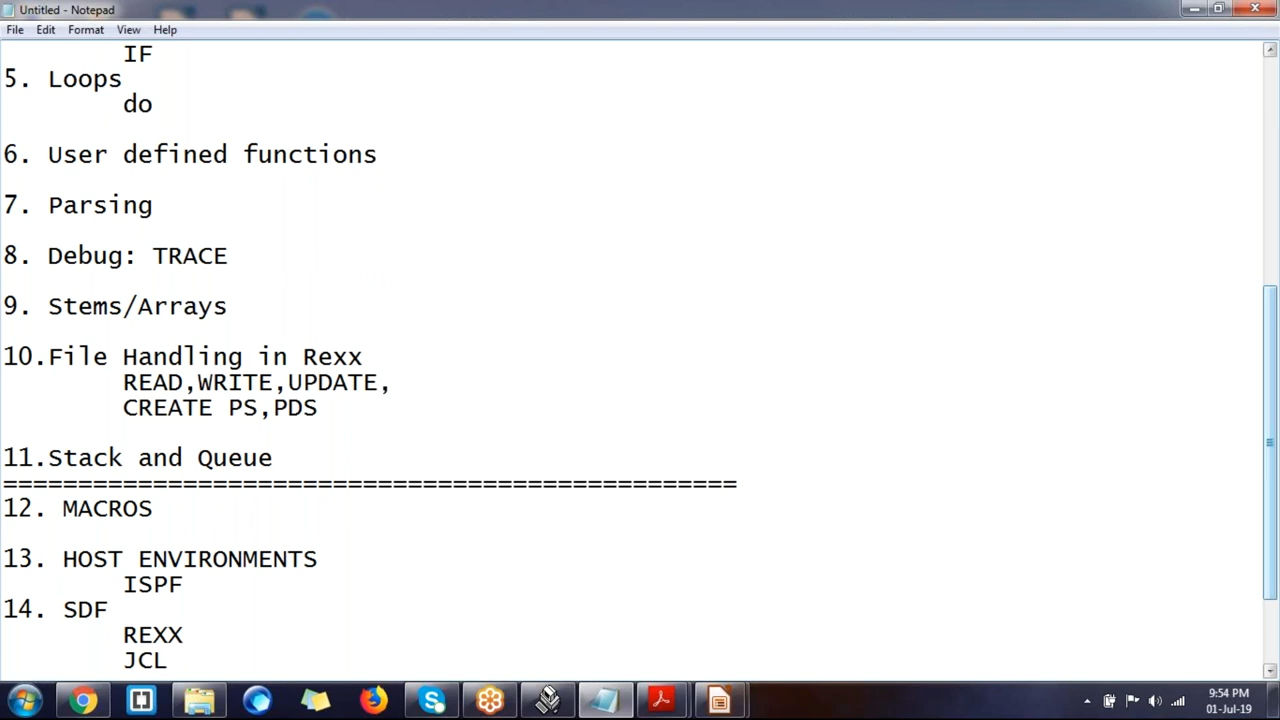 Untitled - Notepad
File Edit Format View Help
IF
5. Loops
do
6. User defined functions
7. Parsing
8. Debug: TRACE
9. Stems/Arrays
10.File Handling in Rexx
READ,WRITE,UPDATE,
CREATE PS,PDS
11.Stack and Queue
=================================================
12. MACROS
13. HOST ENVIRONMENTS
ISPF
14. SDF
REXX
JCL
9:54 PM
01-Jul-19